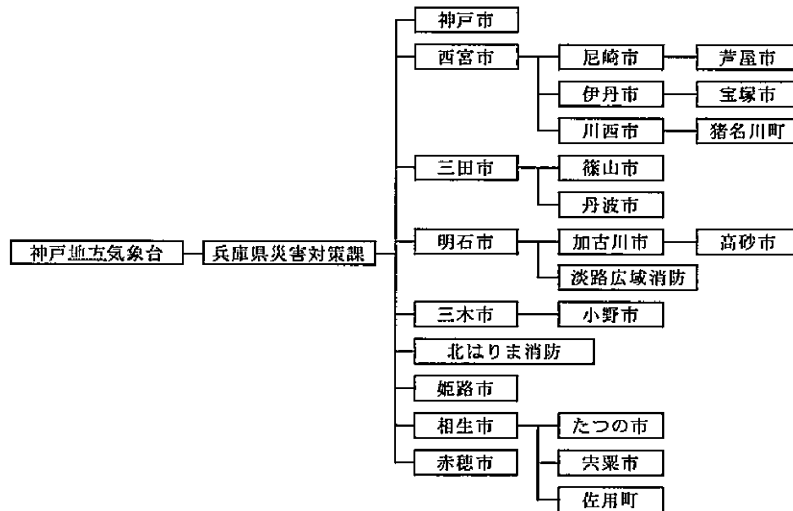 神戸市
西宮市 尼崎市 芦屋市
伊丹市 宝塚市
川西市 猪名川町
三田市 篠山市
丹波市
神戸地方気象台 兵庫県災害対策課 明石市 加古川市 高砂市
淡路広域消防
三木市 小野市
北はりま消防
姫路市
相生市 たつの市
赤穂市 宍粟市
佐用町